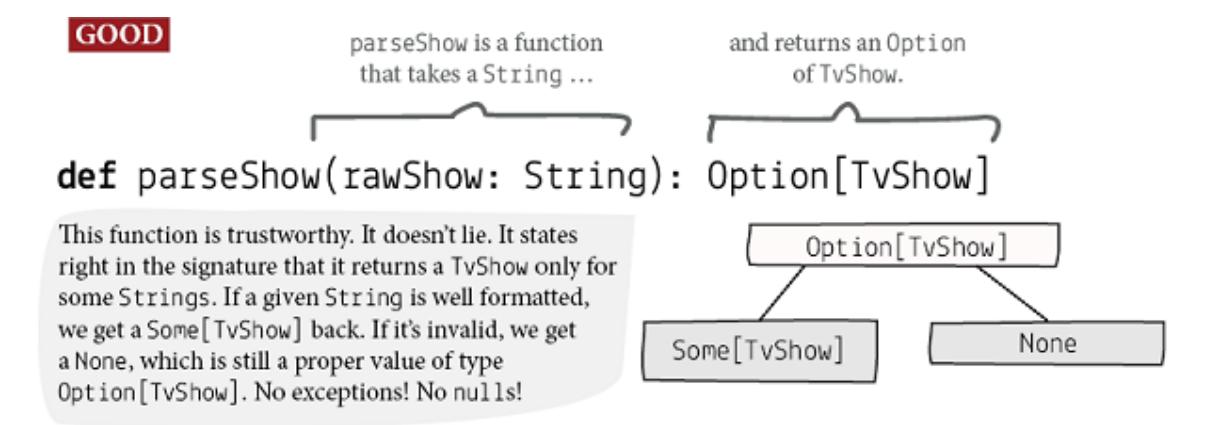 GOOD
parseShow is a function
that takes a String ...
and returns an Option
of TvShow.
def parseShow(rawShow: String): Option[TvShow]
This function is trustworthy. It doesn't lie. It states
right in the signature that it returns a TvShow only for
some Strings. If a given String is well formatted,
we get a Some[TvShow] back. If it's invalid, we get
a None, which is still a proper value of type
Option[TvShow]. No exceptions! No nulls!
Option[TvShow]
Some[TvShow]
None